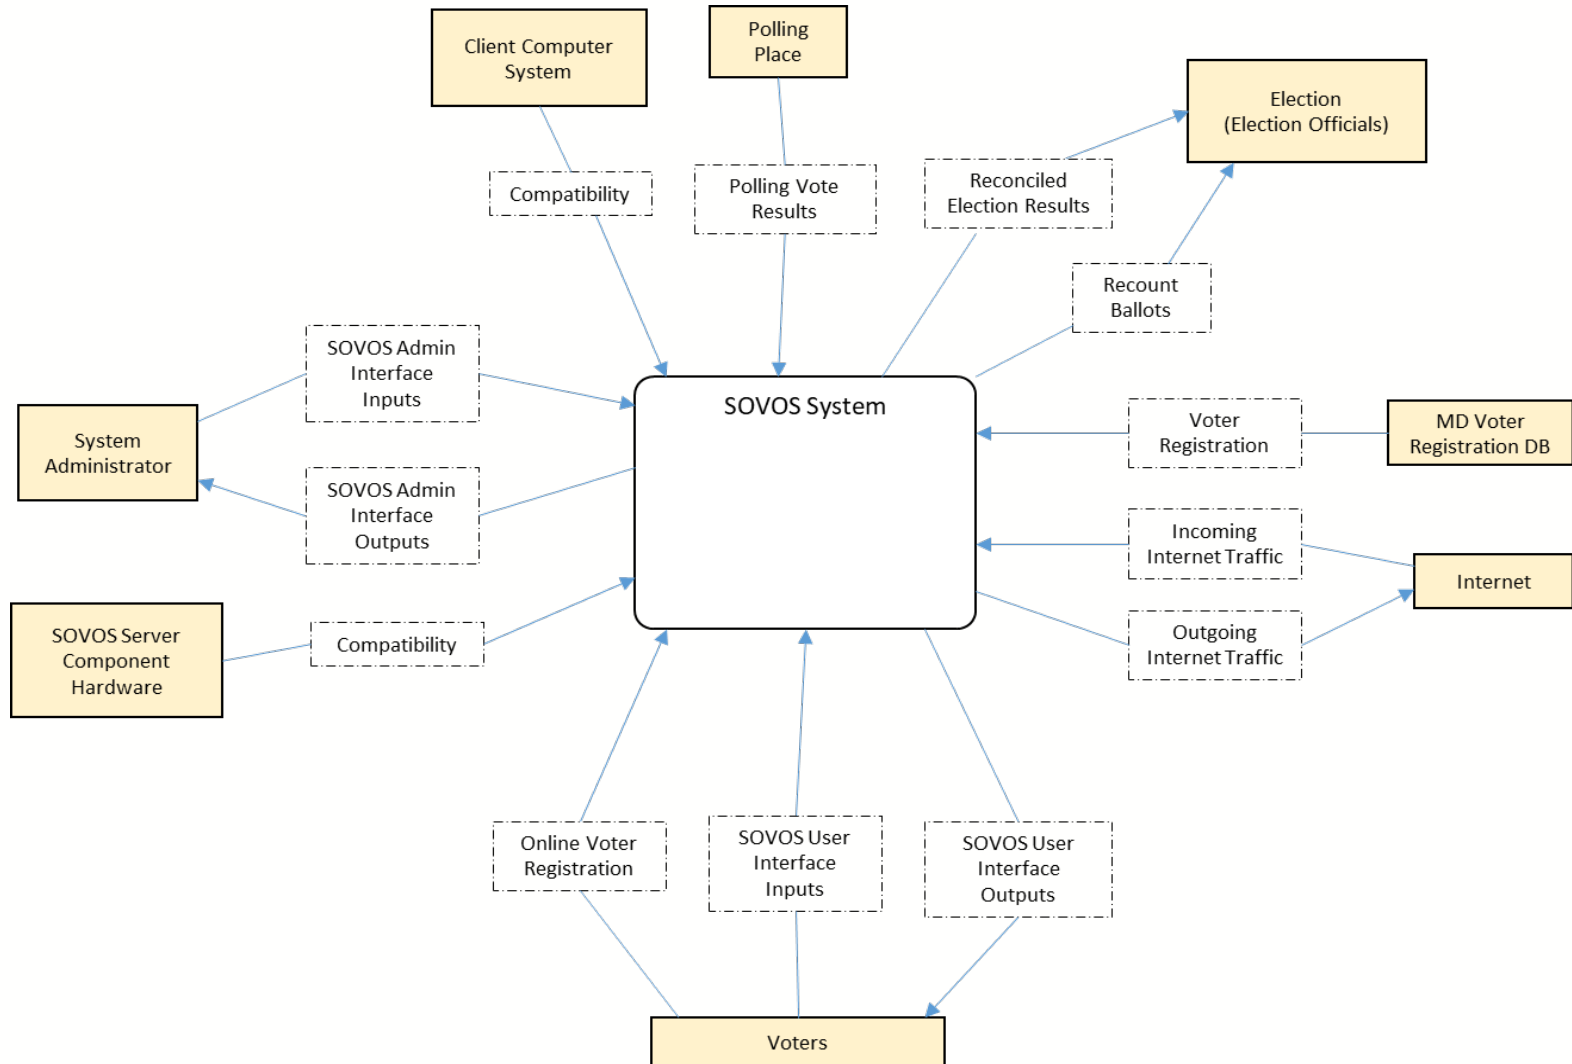 Client Computer
System
Polling
Place
Election
(Election Officials)
Compatibility
Polling Vote
Results
Reconciled
Election Results
Recount
Ballots
SOVOS Admin
Interface
Inputs
SOVOS System
System
Administrator
Voter
Registration
MD Voter
Registration DB
SOVOS Admin
Interface
Outputs
Incoming
Internet Traffic
Internet
SOVOS Server
Component
Hardware
Compatibility
Outgoing
Internet Traffic
Online Voter
Registration
SOVOS User
Interface
Inputs
SOVOS User
Interface
Outputs
Voters